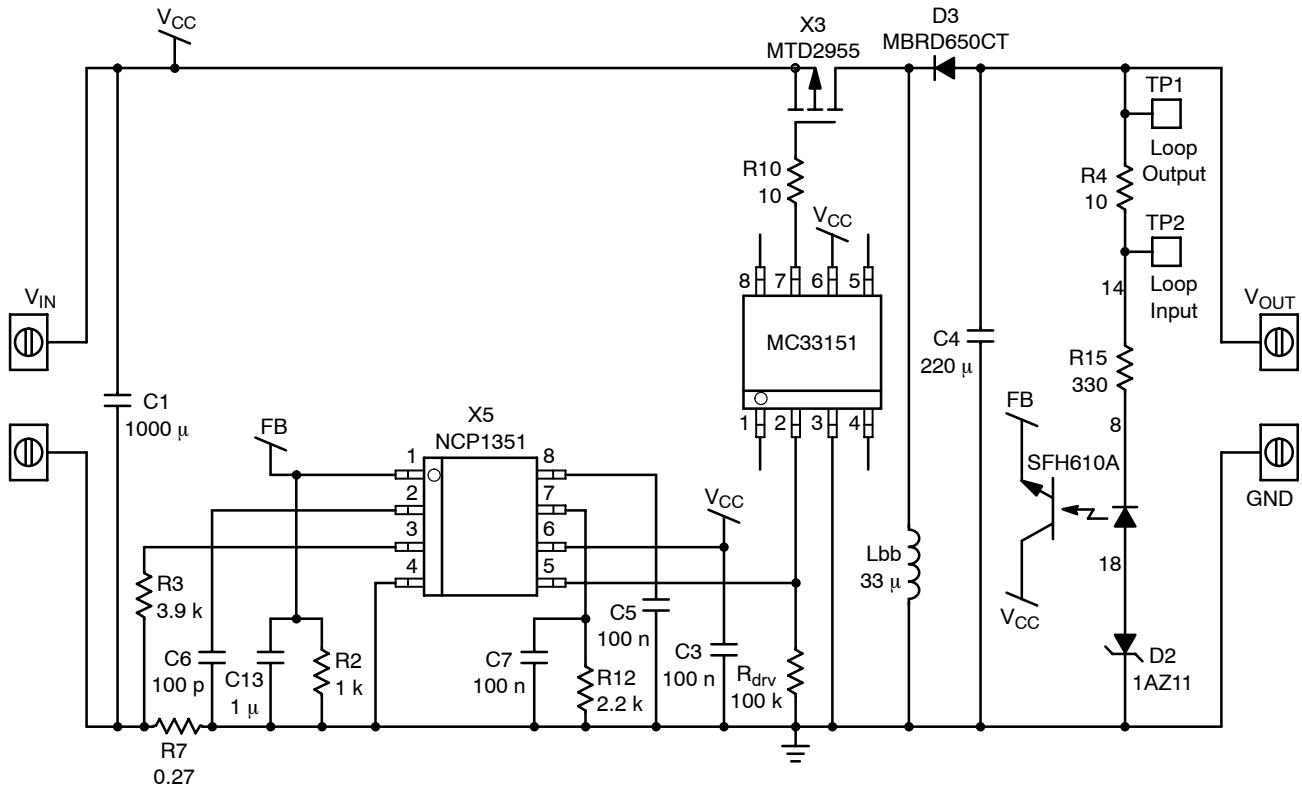 VCC
X3
MTD2955
D3
MBRD650CT
TP1
Loop
Output
R10
10
R4
10
VCC
TP2
Loop
Input
8
7
6
5
14
VIN
VOUT
MC33151
C4
220 μ
R15
330
C1
1000 μ
X5
NCP1351
1
2
3
4
FB
8
FB
1
2
3
4
8
7
6
5
SFH610A
GND
VCC
R3
3.9 k
Lbb
33 μ
18
VCC
C5
100 n
C6
100 p
C13
1 μ
R2
1 k
C7
100 n
R12
2.2 k
C3
100 n
Rdrv
100 k
D2
1AZ11
R7
0.27